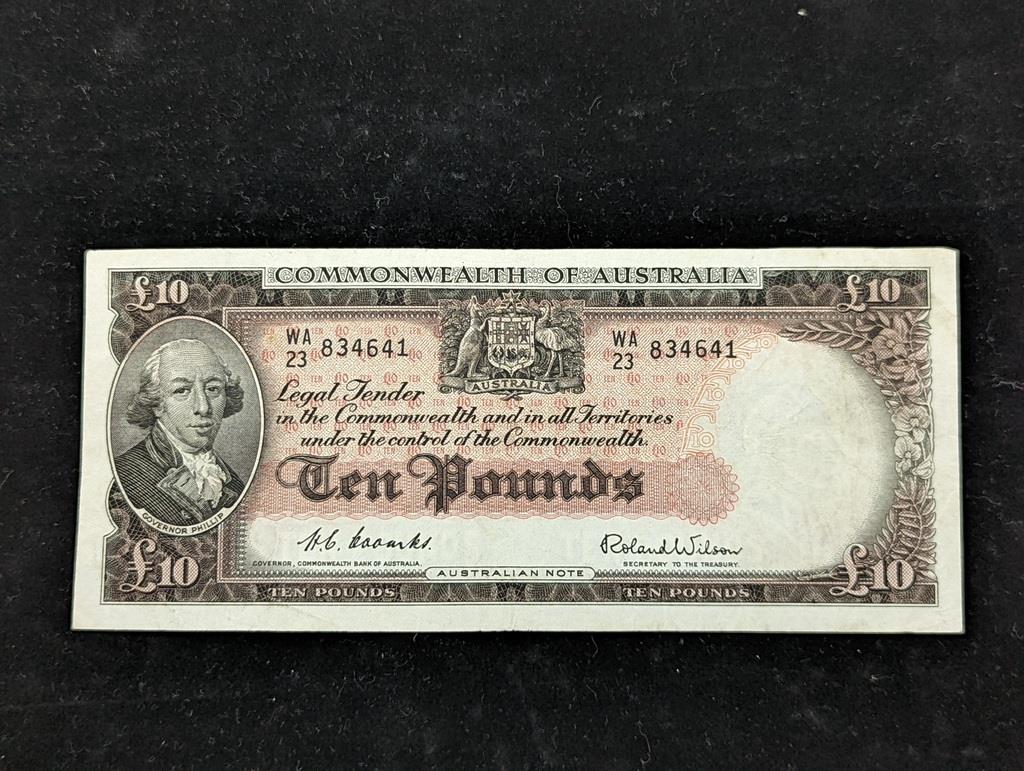 COMMONWEALTH OF AUSTRALIA
£10 £10
WA 23 834641
WA 23 834641
AUSTRALIA
Legal Tender
in the Commonwealth and in all Territories
under the control of the Commonwealth.
Ten Pounds
GOVERNOR PHILLIP
H.C. Coombs.
Roland Wilson
GOVERNOR, COMMONWEALTH BANK OF AUSTRALIA.
SECRETARY TO THE TREASURY.
AUSTRALIAN NOTE
£10 £10
TEN POUNDS TEN POUNDS